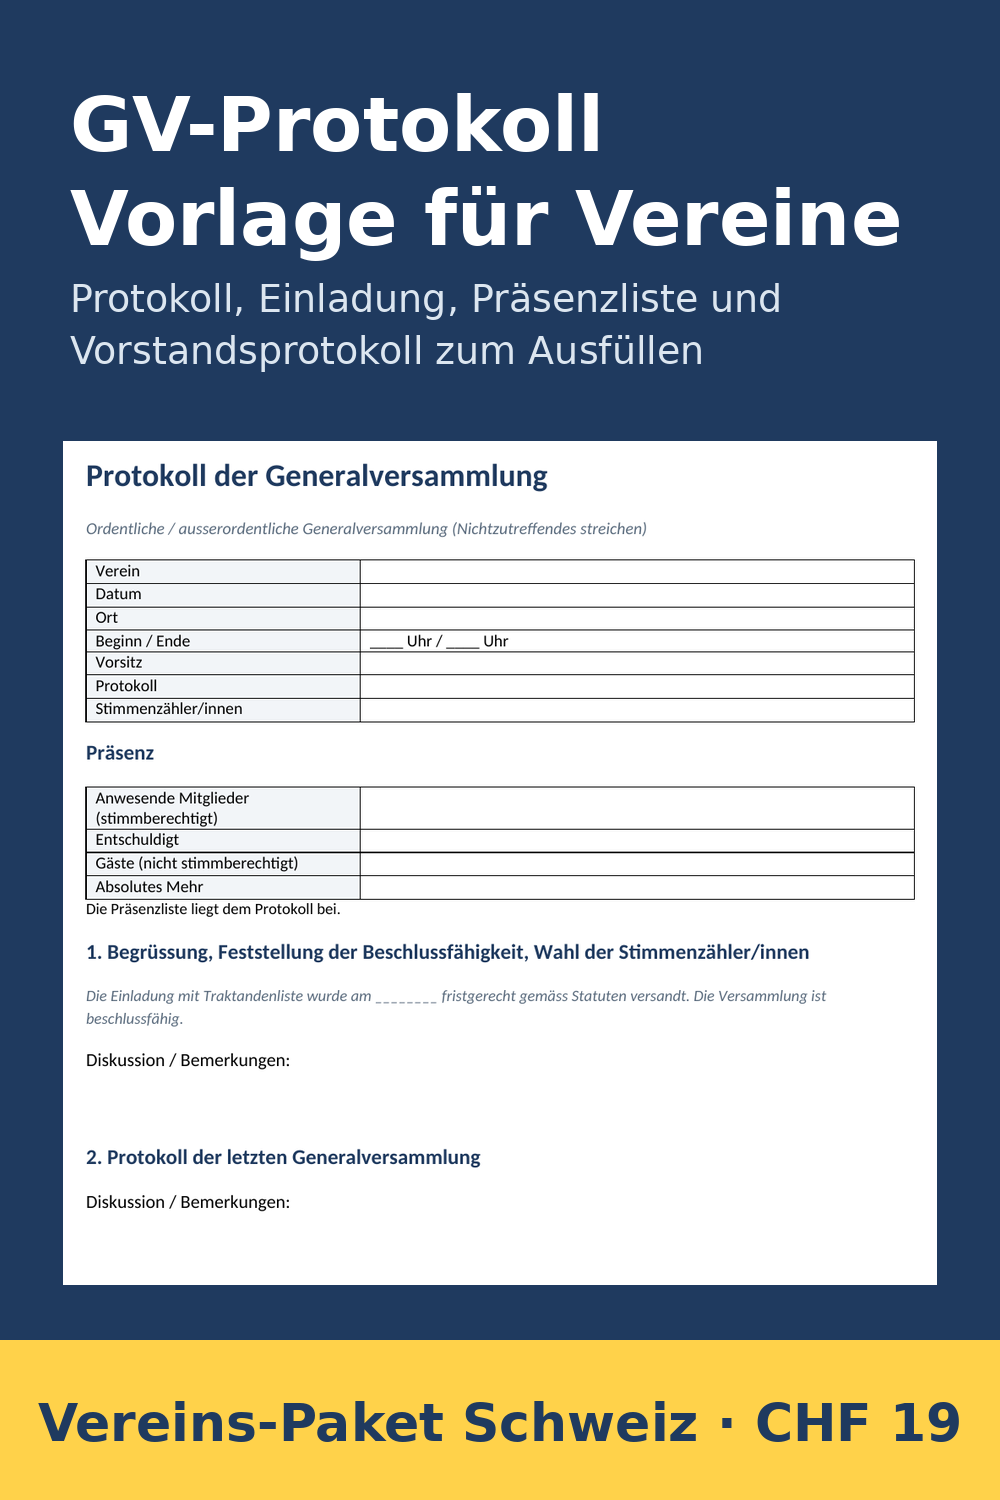 GV-Protokoll
Vorlage für Vereine
Protokoll, Einladung, Präsenzliste und
Vorstandsprotokoll zum Ausfüllen
Protokoll der Generalversammlung
Ordentliche / ausserordentliche Generalversammlung (Nichtzutreffendes streichen)
Verein
Datum
Ort
Beginn / Ende ____ Uhr / ____ Uhr
Vorsitz
Protokoll
Stimmenzähler/innen
Präsenz
Anwesende Mitglieder
(stimmberechtigt)
Entschuldigt
Gäste (nicht stimmberechtigt)
Absolutes Mehr
Die Präsenzliste liegt dem Protokoll bei.
1. Begrüssung, Feststellung der Beschlussfähigkeit, Wahl der Stimmenzähler/innen
Die Einladung mit Traktandenliste wurde am ________ fristgerecht gemäss Statuten versandt. Die Versammlung ist
beschlussfähig.
Diskussion / Bemerkungen:
2. Protokoll der letzten Generalversammlung
Diskussion / Bemerkungen:
Vereins-Paket Schweiz · CHF 19